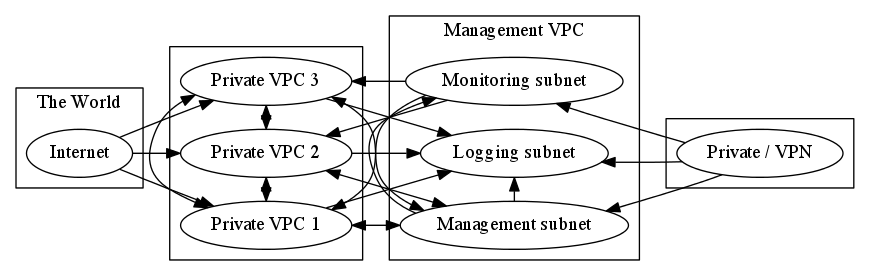 The World
Internet
Private VPC 3
Private VPC 2
Private VPC 1
Management VPC
Monitoring subnet
Logging subnet
Management subnet
Private / VPN